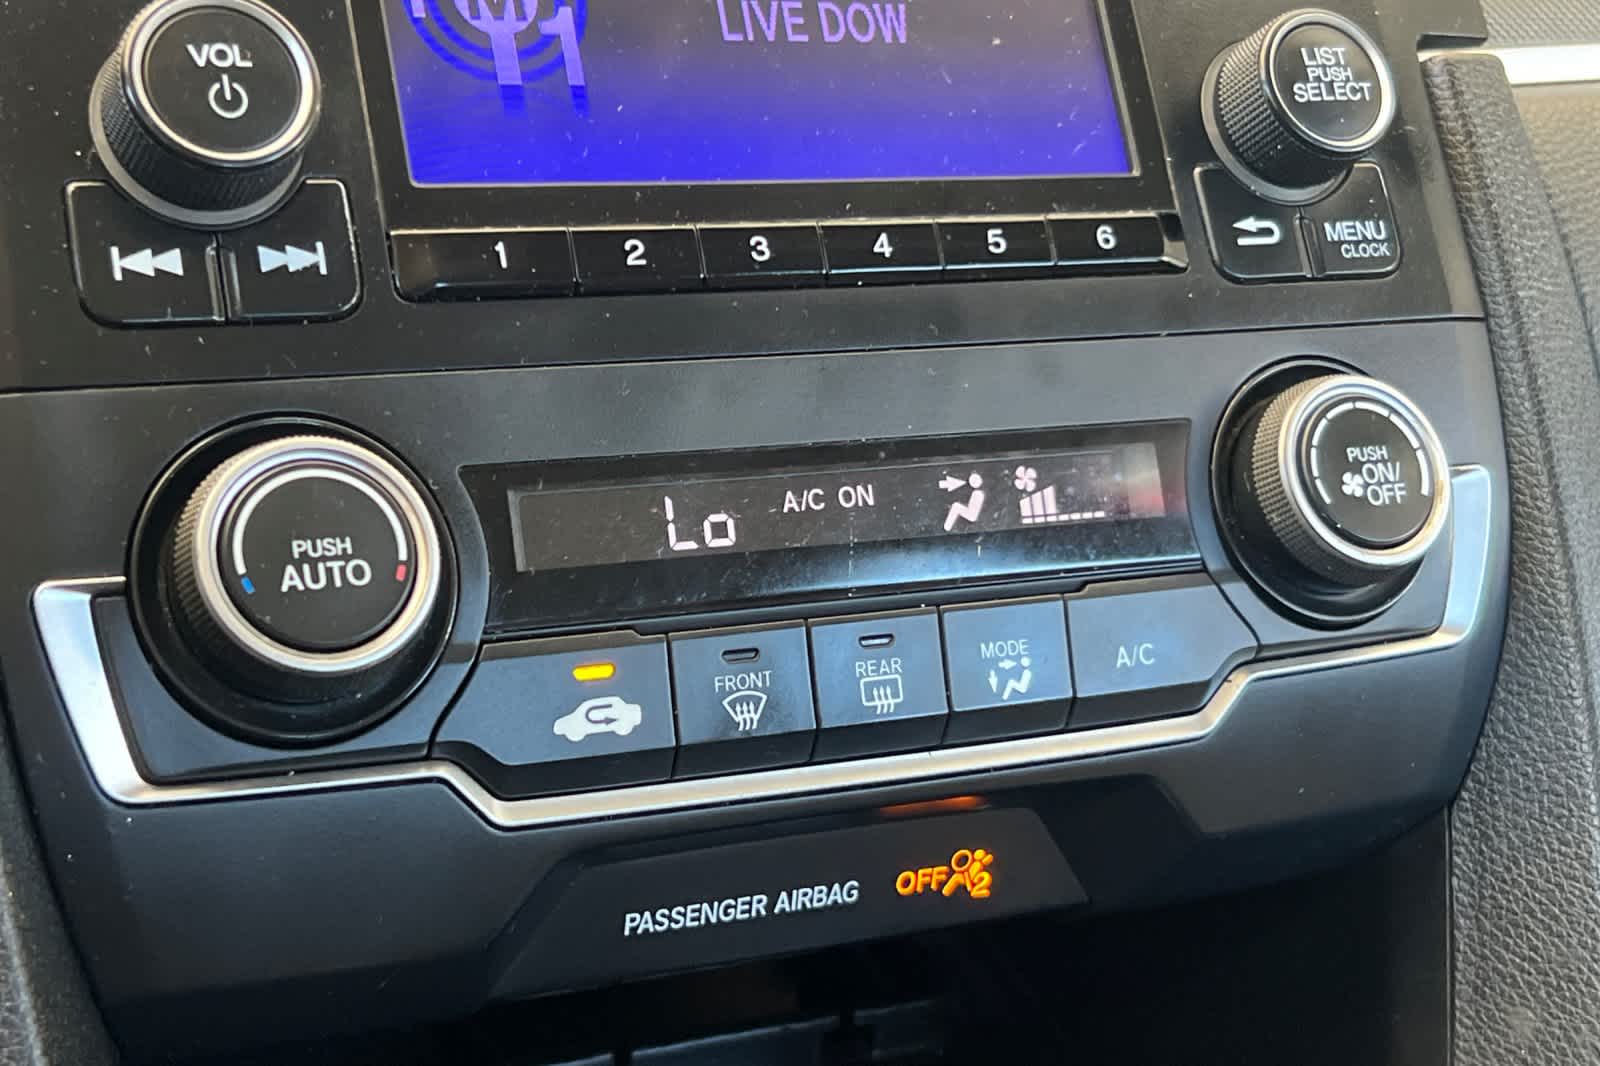 LIVE DOW
VOL
LIST
PUSH
SELECT
1 2 3 4 5 6
MENU
CLOCK
PUSH
AUTO
Lo
A/C ON
PUSH
ON/
OFF
FRONT
REAR
MODE
A/C
PASSENGER AIRBAG
OFF 2